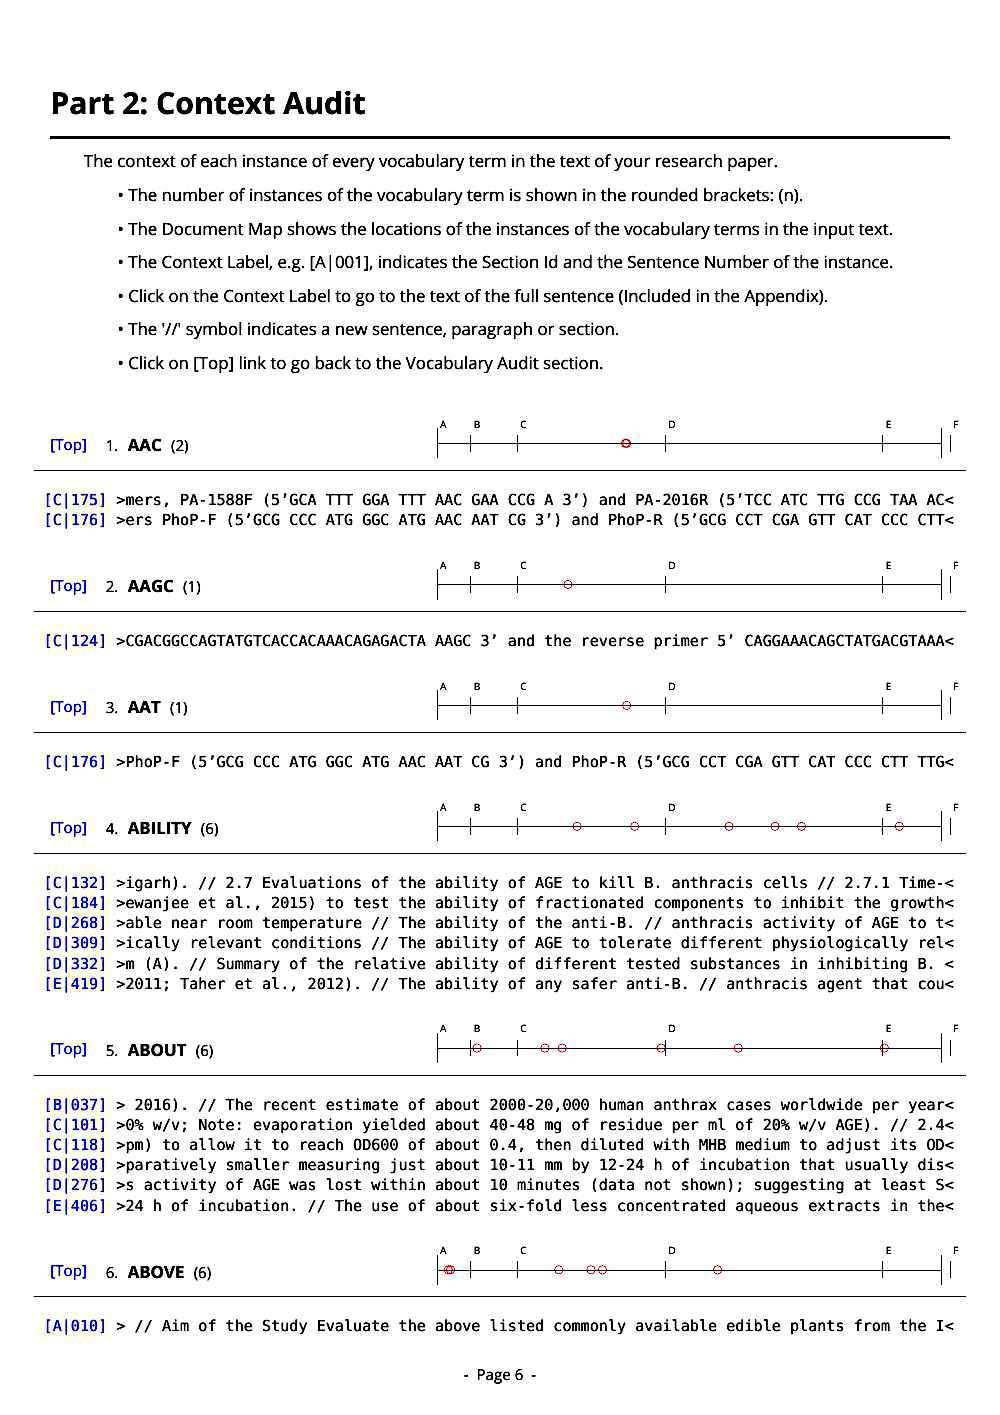 Part 2: Context Audit
The context of each instance of every vocabulary term in the text of your research paper.
• The number of instances of the vocabulary term is shown in the rounded brackets: (n).
• The Document Map shows the locations of the instances of the vocabulary terms in the input text.
• The Context Label, e.g. [A|001], indicates the Section Id and the Sentence Number of the instance.
• Click on the Context Label to go to the text of the full sentence (Included in the Appendix).
• The '//' symbol indicates a new sentence, paragraph or section.
• Click on [Top] link to go back to the Vocabulary Audit section.
A B C D E F
[Top] 1. AAC (2)
[C|175] >mers, PA-1588F (5’GCA TTT GGA TTT AAC GAA CCG A 3’) and PA-2016R (5’TCC ATC TTG CCG TAA AC<
[C|176] >ers PhoP-F (5’GCG CCC ATG GGC ATG AAC AAT CG 3’) and PhoP-R (5’GCG CCT CGA GTT CAT CCC CTT<
A B C D E F
[Top] 2. AAGC (1)
[C|124] >CGACGGCCAGTATGTCACCACAAACAGAGACTA AAGC 3’ and the reverse primer 5’ CAGGAAACAGCTATGACGTAAA<
A B C D E F
[Top] 3. AAT (1)
[C|176] >PhoP-F (5’GCG CCC ATG GGC ATG AAC AAT CG 3’) and PhoP-R (5’GCG CCT CGA GTT CAT CCC CTT TTG<
A B C D E F
[Top] 4. ABILITY (6)
[C|132] >igarh). // 2.7 Evaluations of the ability of AGE to kill B. anthracis cells // 2.7.1 Time-<
[C|184] >ewanjee et al., 2015) to test the ability of fractionated components to inhibit the growth<
[D|268] >able near room temperature // The ability of the anti-B. // anthracis activity of AGE to t<
[D|309] >ically relevant conditions // The ability of AGE to tolerate different physiologically rel<
[D|332] >m (A). // Summary of the relative ability of different tested substances in inhibiting B. <
[E|419] >2011; Taher et al., 2012). // The ability of any safer anti-B. // anthracis agent that cou<
A B C D E F
[Top] 5. ABOUT (6)
[B|037] > 2016). // The recent estimate of about 2000-20,000 human anthrax cases worldwide per year<
[C|101] >0% w/v; Note: evaporation yielded about 40-48 mg of residue per ml of 20% w/v AGE). // 2.4<
[C|118] >pm) to allow it to reach OD600 of about 0.4, then diluted with MHB medium to adjust its OD<
[D|208] >paratively smaller measuring just about 10-11 mm by 12-24 h of incubation that usually dis<
[D|276] >s activity of AGE was lost within about 10 minutes (data not shown); suggesting at least S<
[E|406] >24 h of incubation. // The use of about six-fold less concentrated aqueous extracts in the<
A B C D E F
[Top] 6. ABOVE (6)
[A|010] > // Aim of the Study Evaluate the above listed commonly available edible plants from the I<
- Page 6 -